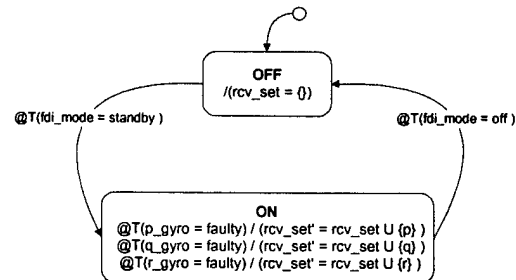 OFF
/(rcv_set = {})
@T(fdi_mode = standby )
@T(fdi_mode = off )
ON
@T(p_gyro = faulty) / (rcv_set' = rcv_set U {p} )
@T(q_gyro = faulty) / (rcv_set' = rcv_set U {q} )
@T(r_gyro = faulty) / (rcv_set' = rcv_set U {r} )